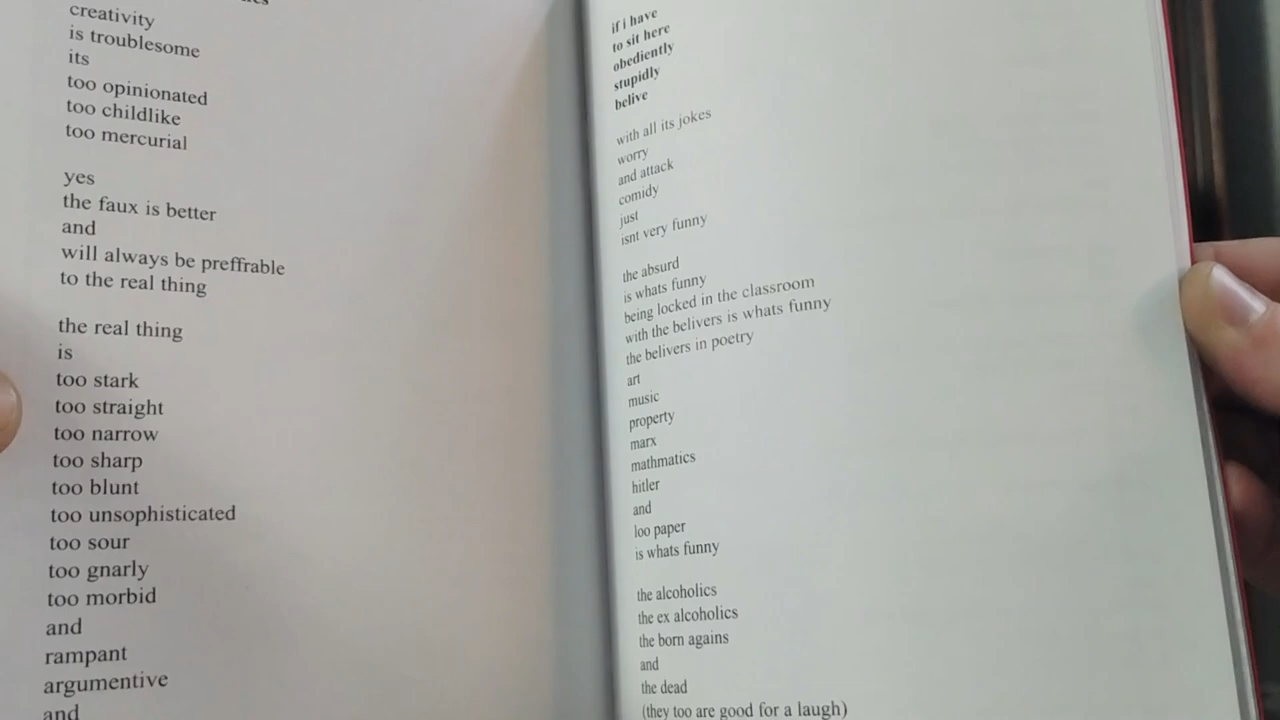 creativity
is troublesome
its
too opinionated
too childlike
too mercurial
yes
the faux is better
and
will always be preffrable
to the real thing
the real thing
is
too stark
too straight
too narrow
too sharp
too blunt
too unsophisticated
too sour
too gnarly
too morbid
and
rampant
argumentive
and
if i have
to sit here
obediently
stupidly
belive
with all its jokes
worry
and attack
comidy
just
isnt very funny
the absurd
is whats funny
being locked in the classroom
with the belivers is whats funny
the belivers in poetry
art
music
property
marx
mathmatics
hitler
and
loo paper
is whats funny
the alcoholics
the ex alcoholics
the born agains
and
the dead
(they too are good for a laugh)